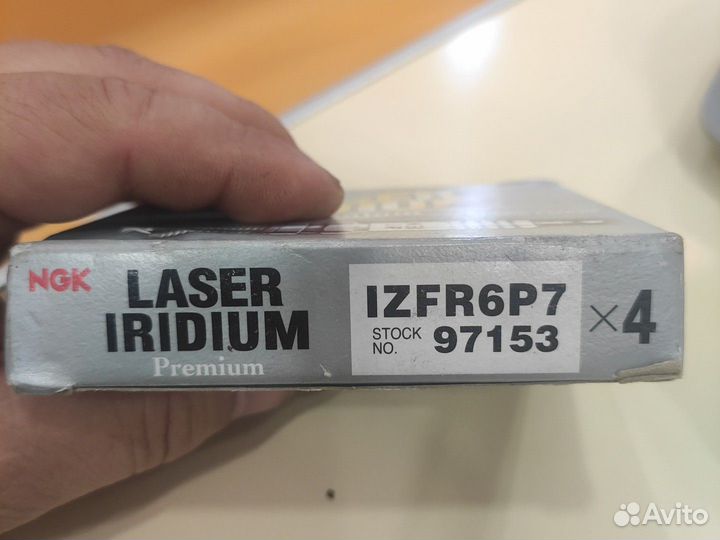 NGK
LASER
IRIDIUM
Premium
IZFR6P7
STOCK NO. 97153
×4
Avito